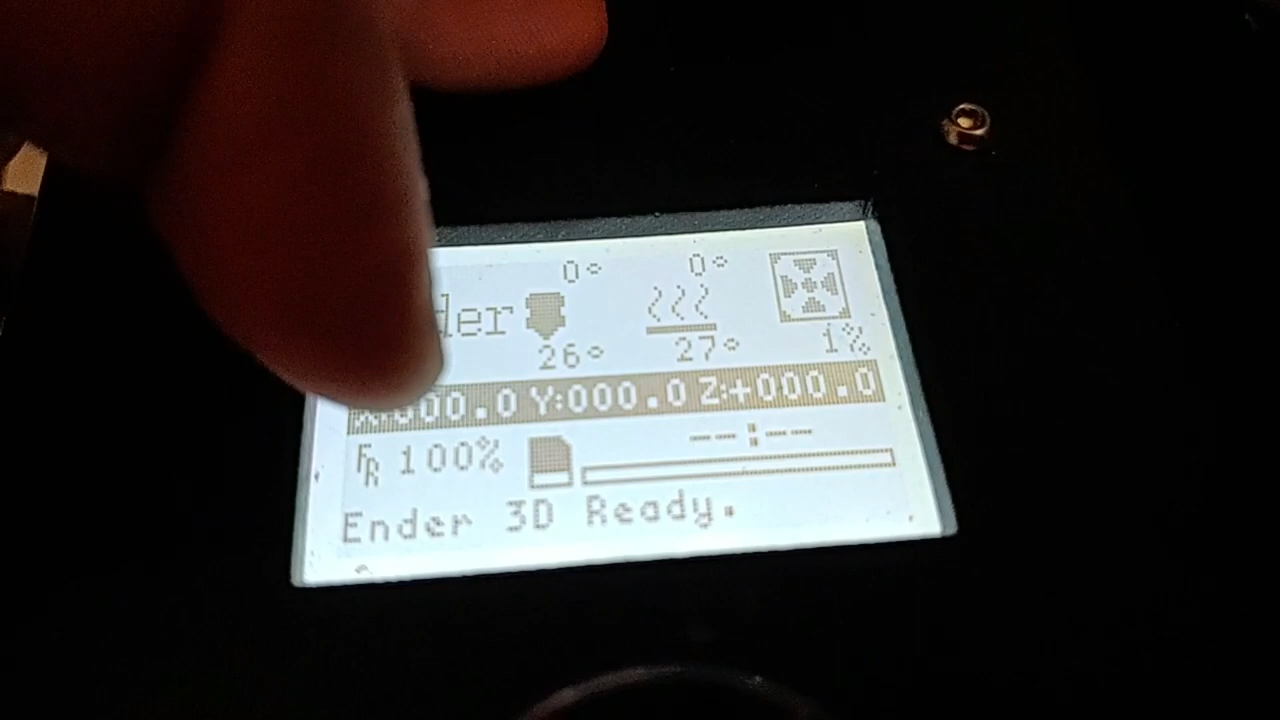 0° 0°
der
26° 27° 1%
X:000.0 Y:000.0 Z:+000.0
FR 100% --:--
Ender 3D Ready.